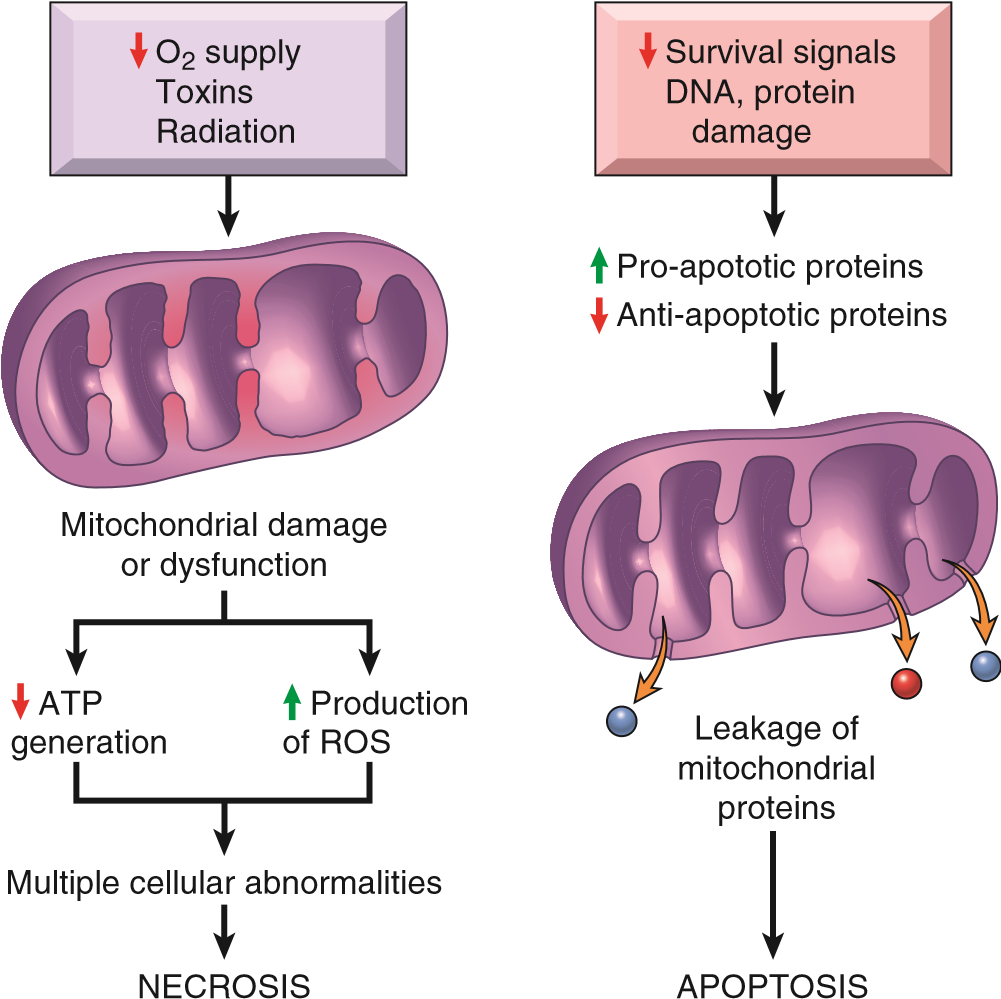 O₂ supply
Toxins
Radiation
Mitochondrial damage
or dysfunction
ATP
generation
Production
of ROS
Multiple cellular abnormalities
NECROSIS
Survival signals
DNA, protein
damage
Pro-apototic proteins
Anti-apoptotic proteins
Leakage of
mitochondrial
proteins
APOPTOSIS